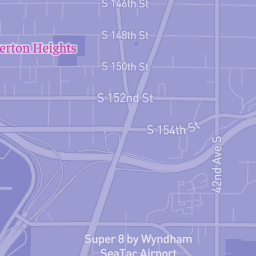 S 146th St
S 148th St
erton Heights
S 150th St
S 152nd St
S 154th St
42nd Ave S
Super 8 by Wyndham
SeaTac Airport